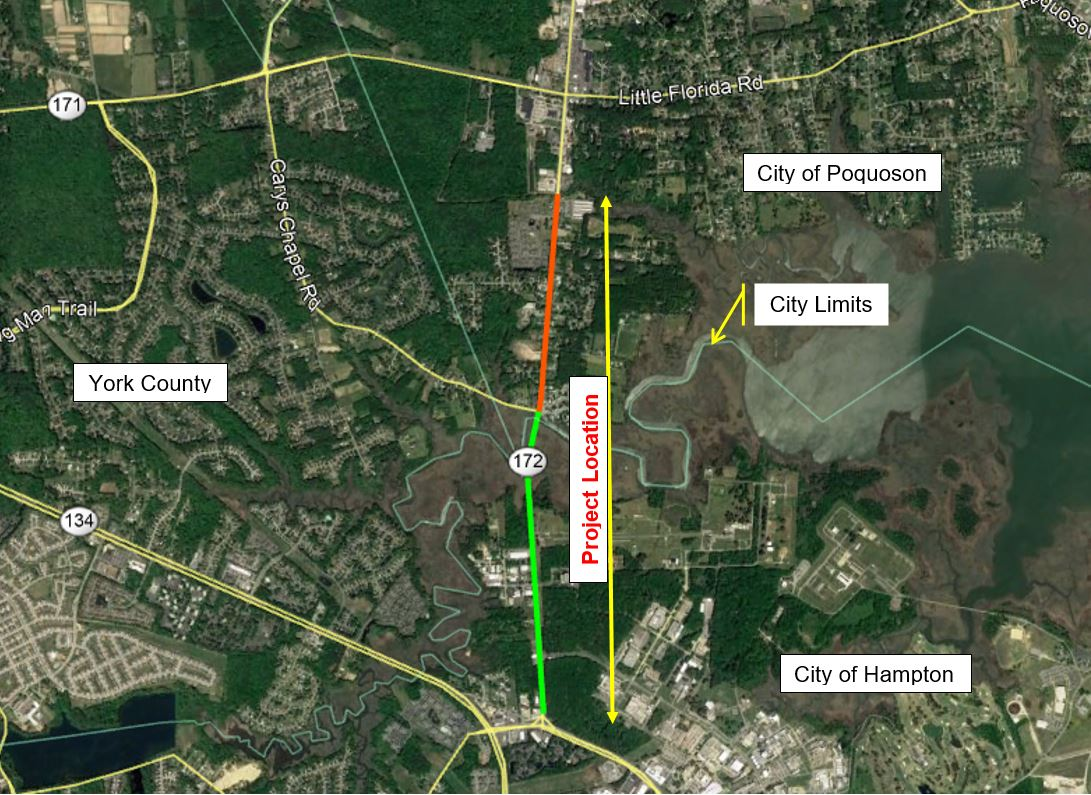 Poquoson
171
Little Florida Rd
City of Poquoson
Carys Chapel Rd
City Limits
g Mag Trail
York County
Project Location
172
134
City of Hampton